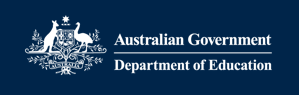 Australian Government
Department of Education